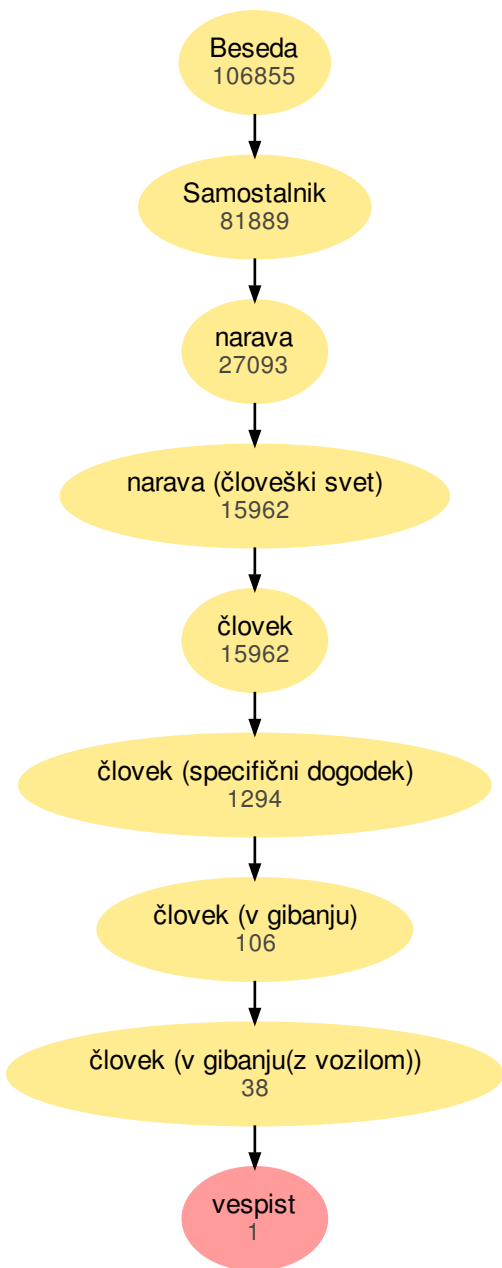 Beseda
106855
Samostalnik
81889
narava
27093
narava (človeški svet)
15962
človek
15962
človek (specifični dogodek)
1294
človek (v gibanju)
106
človek (v gibanju(z vozilom))
38
vespist
1